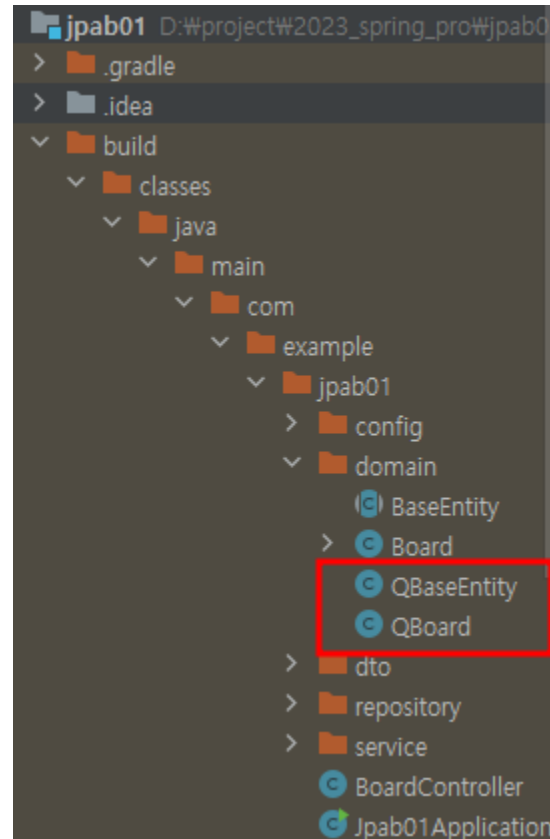 jpab01 D:₩project₩2023_spring_pro₩jpab0
.gradle
.idea
build
classes
java
main
com
example
jpab01
config
domain
BaseEntity
Board
QBaseEntity
QBoard
dto
repository
service
BoardController
Jpab01Application